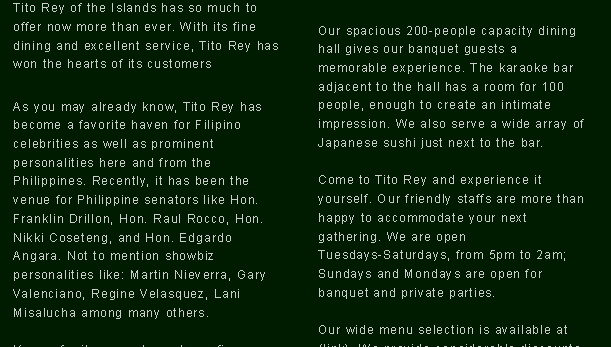 Tito Rey of the Islands has so much to
offer now more than ever. With its fine
dining and excellent service, Tito Rey has
won the hearts of its customers
As you may already know, Tito Rey has
become a favorite haven for Filipino
celebrities as well as prominent
personalities here and from the
Philippines. Recently, it has been the
venue for Philippine senators like Hon.
Franklin Drillon, Hon. Raul Rocco, Hon.
Nikki Coseteng, and Hon. Edgardo
Angara. Not to mention showbiz
personalities like: Martin Nieverra, Gary
Valenciano, Regine Velasquez, Lani
Misalucha among many others.
Our spacious 200-people capacity dining
hall gives our banquet guests a
memorable experience. The karaoke bar
adjacent to the hall has a room for 100
people, enough to create an intimate
impression. We also serve a wide array of
Japanese sushi just next to the bar.
Come to Tito Rey and experience it
yourself. Our friendly staffs are more than
happy to accommodate your next
gathering. We are open
Tuesdays-Saturdays, from 5pm to 2am;
Sundays and Mondays are open for
banquet and private parties.
Our wide menu selection is available at
(link). We provide considerable discounts